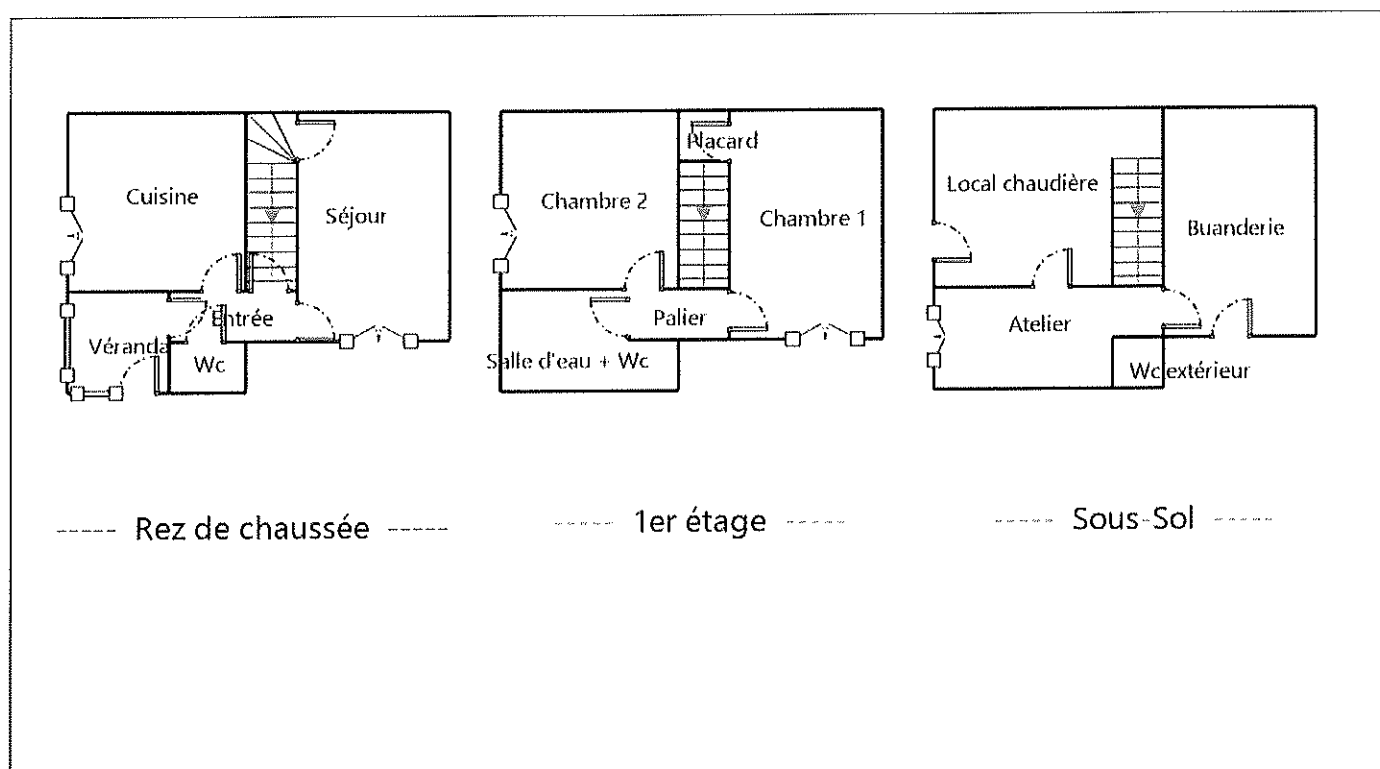 Cuisine
Séjour
Entrée
Véranda
Wc
Placard
Chambre 2
Chambre 1
Palier
Salle d'eau + Wc
Local chaudière
Buanderie
Atelier
Wc extérieur
----- Rez de chaussée -----
----- 1er étage -----
----- Sous-Sol -----